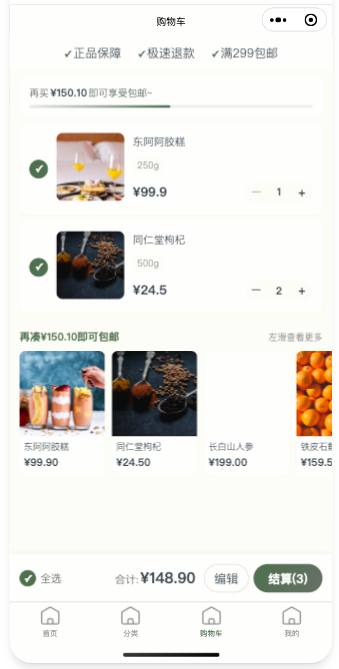 购物车
✓正品保障 ✓极速退款 ✓满299包邮
再买 ¥150.10 即可享受包邮~
东阿阿胶糕
250g
¥99.9
— 1 +
同仁堂枸杞
500g
¥24.5
— 2 +
再凑¥150.10即可包邮 左滑查看更多
东阿阿胶糕 同仁堂枸杞 长白山人参 铁皮石
¥99.90 ¥24.50 ¥199.00 ¥159.5
全选 合计: ¥148.90 编辑 结算(3)
首页 分类 购物车 我的